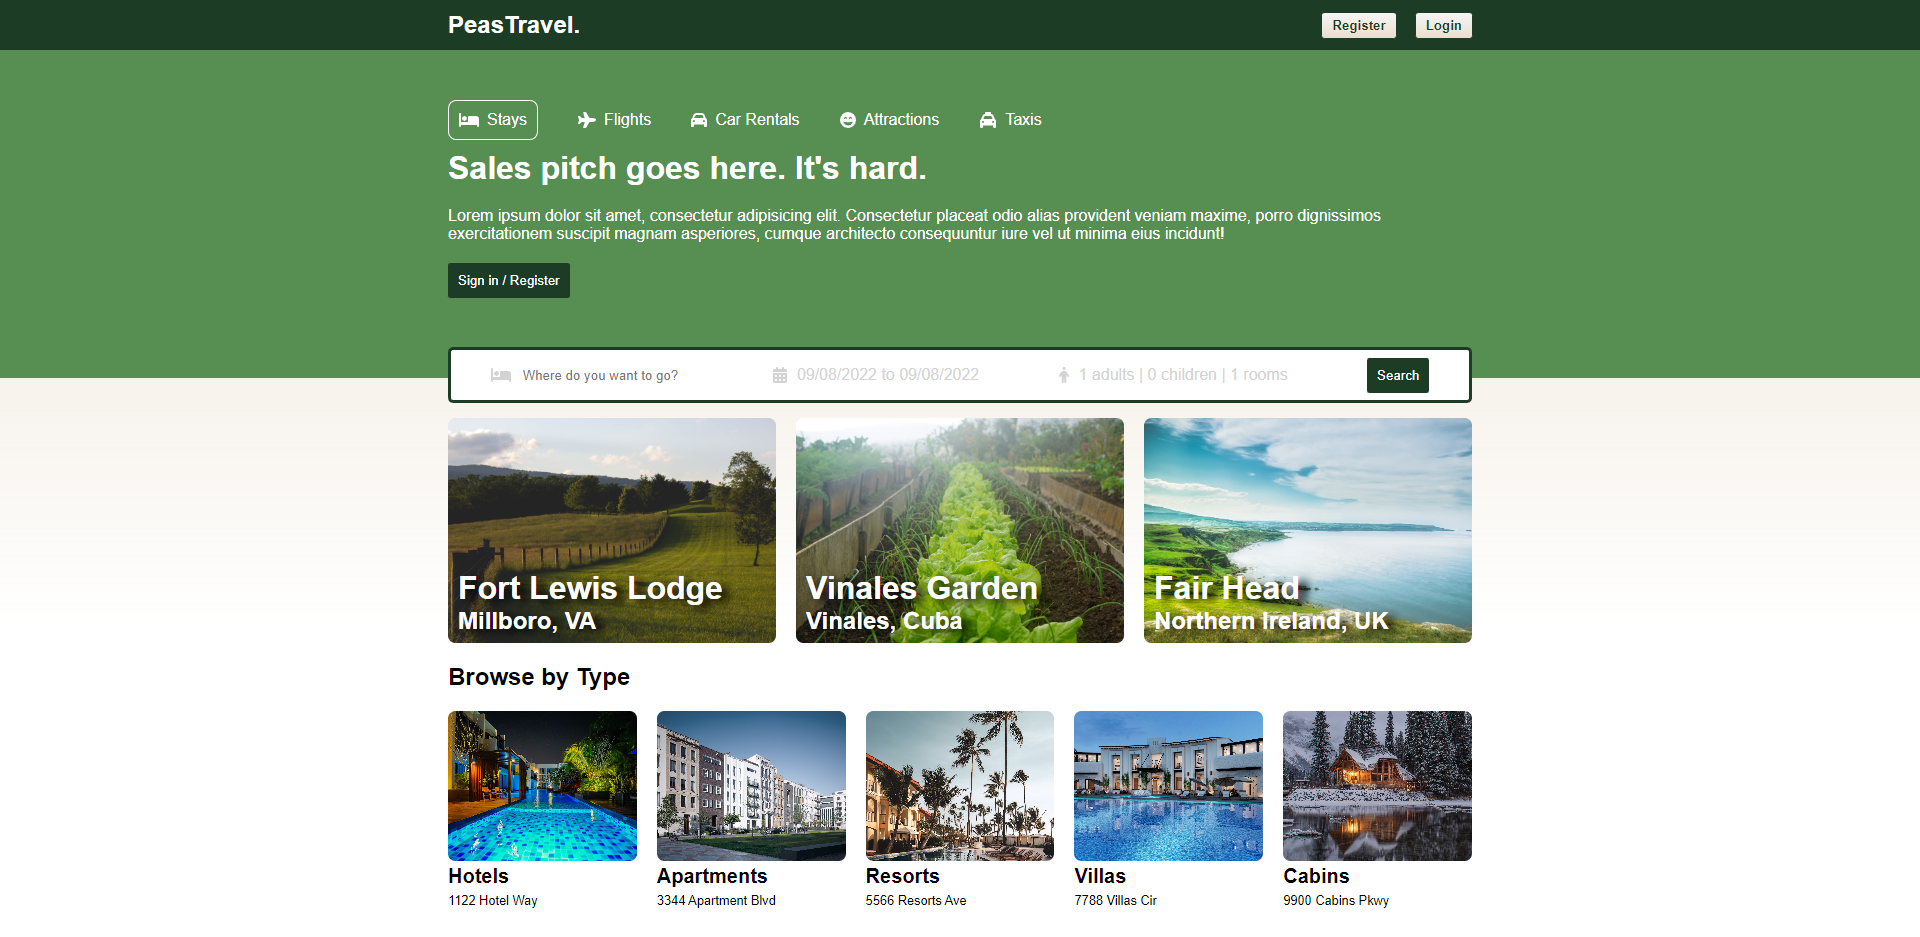 PeasTravel.
Register
Login
Stays
Flights
Car Rentals
Attractions
Taxis
Sales pitch goes here. It's hard.
Lorem ipsum dolor sit amet, consectetur adipisicing elit. Consectetur placeat odio alias provident veniam maxime, porro dignissimos
exercitationem suscipit magnam asperiores, cumque architecto consequuntur iure vel ut minima eius incidunt!
Sign in / Register
Where do you want to go?
09/08/2022 to 09/08/2022
1 adults | 0 children | 1 rooms
Search
Fort Lewis Lodge
Millboro, VA
Vinales Garden
Vinales, Cuba
Fair Head
Northern Ireland, UK
Browse by Type
Hotels
1122 Hotel Way
Apartments
3344 Apartment Blvd
Resorts
5566 Resorts Ave
Villas
7788 Villas Cir
Cabins
9900 Cabins Pkwy